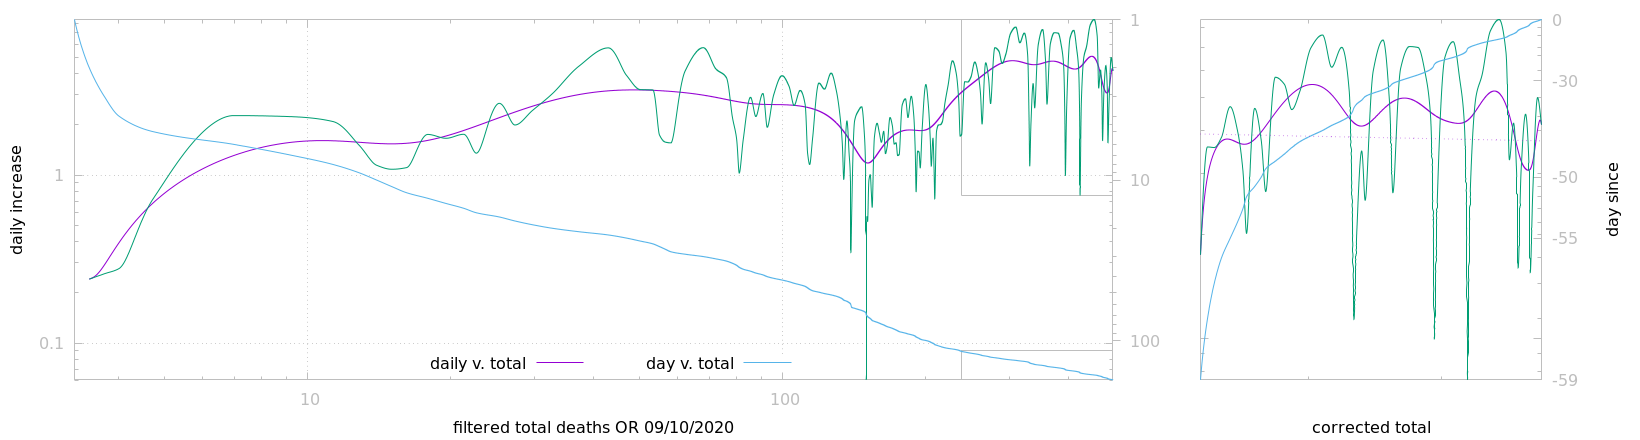 daily increase
1
0.1
10
100
1
10
100
daily v. total
day v. total
filtered total deaths OR 09/10/2020
0
-30
-50
-55
-59
day since
corrected total